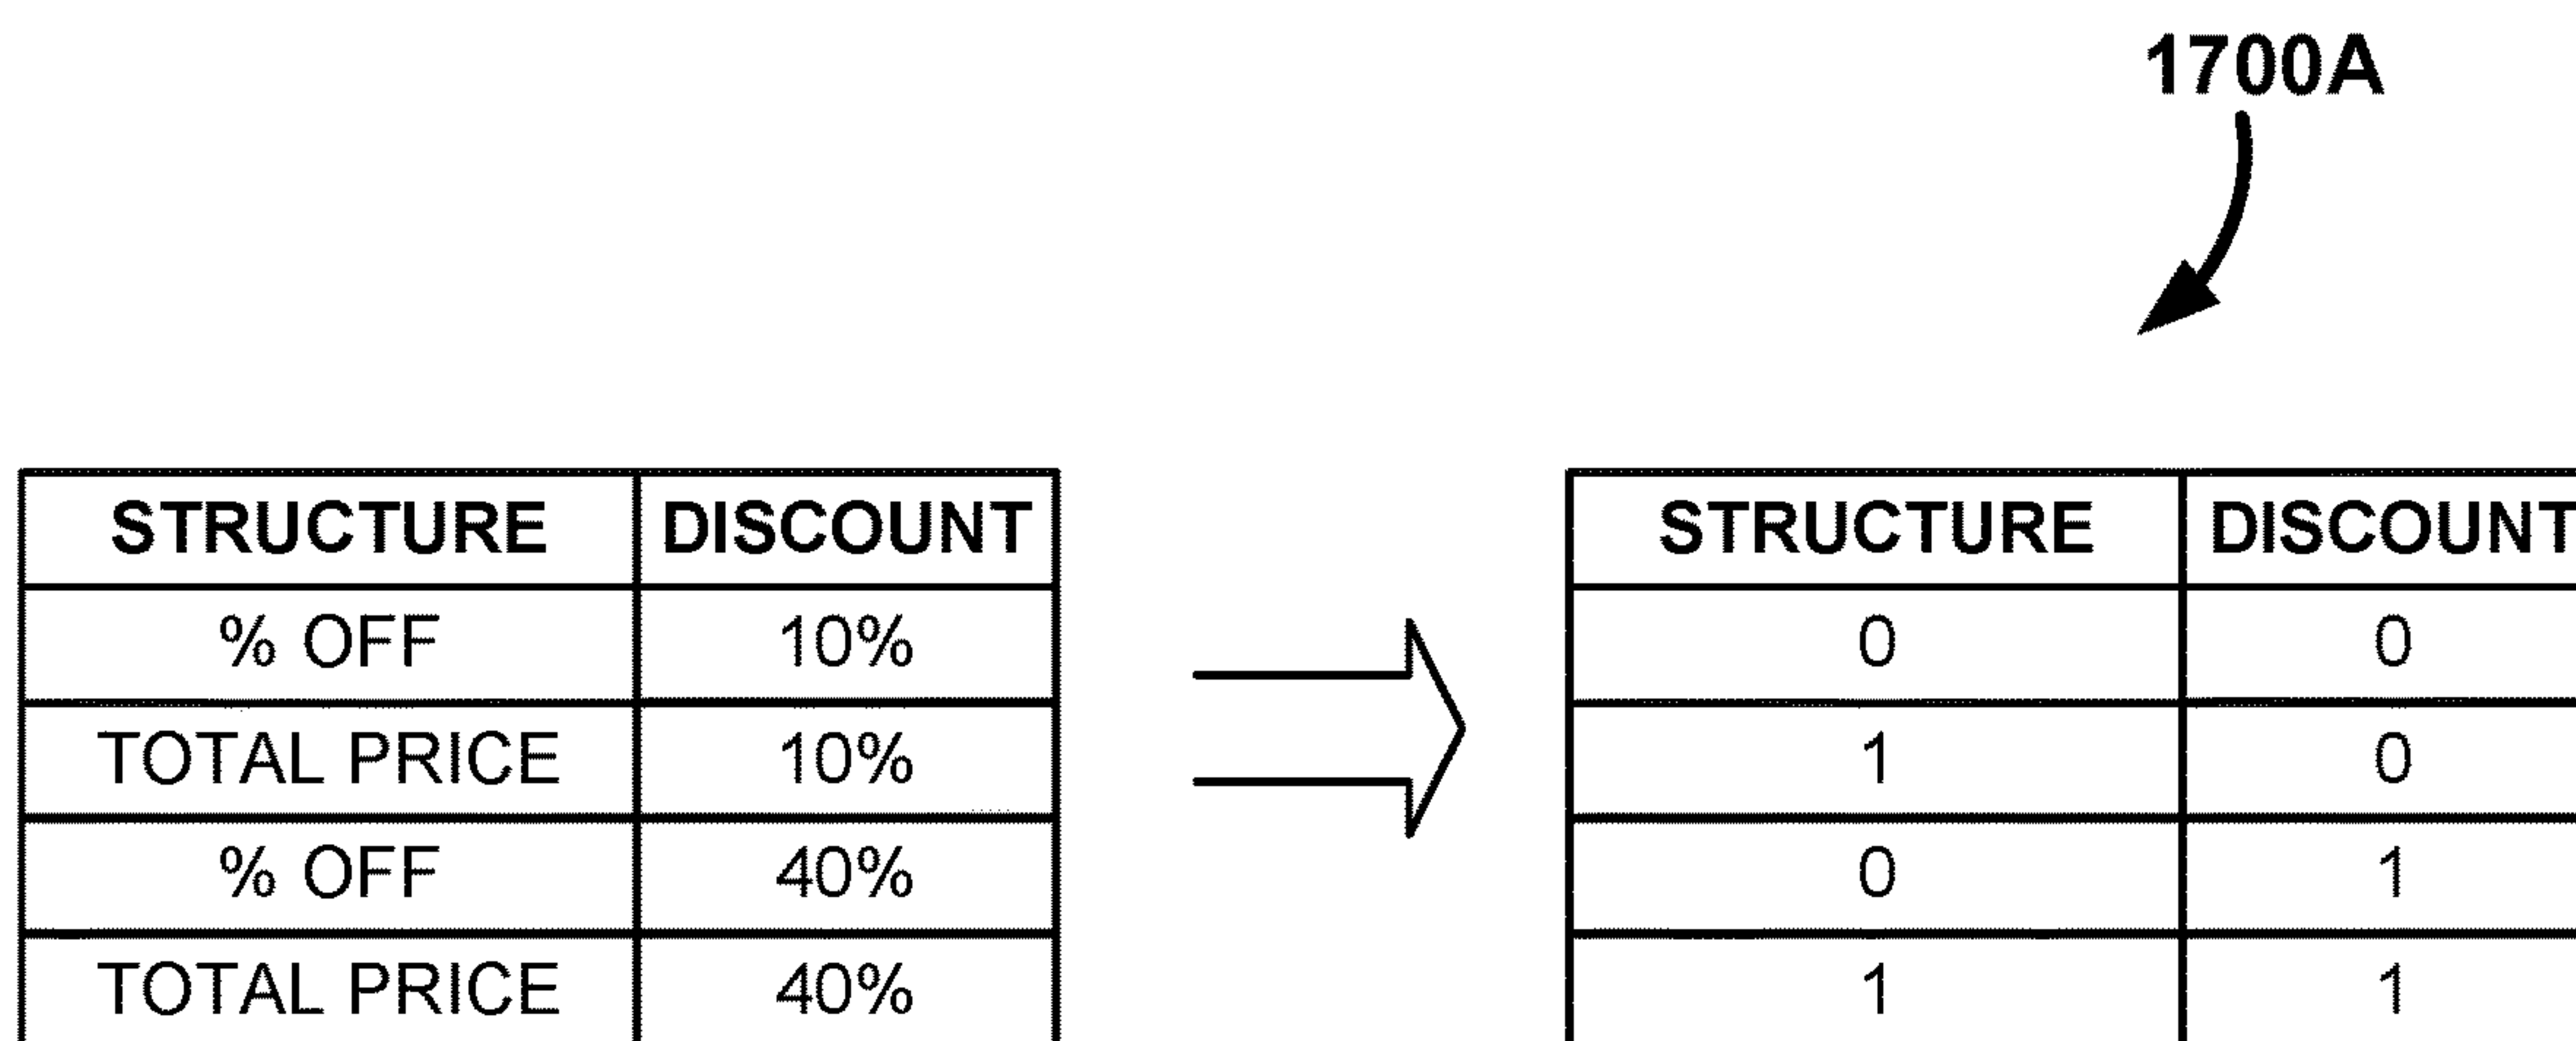 1700A
STRUCTURE DISCOUNT STRUCTURE DISCOUNT
% OFF 10% 0 0
TOTAL PRICE 10% 1 0
% OFF 40% 0 1
TOTAL PRICE 40% 1 1